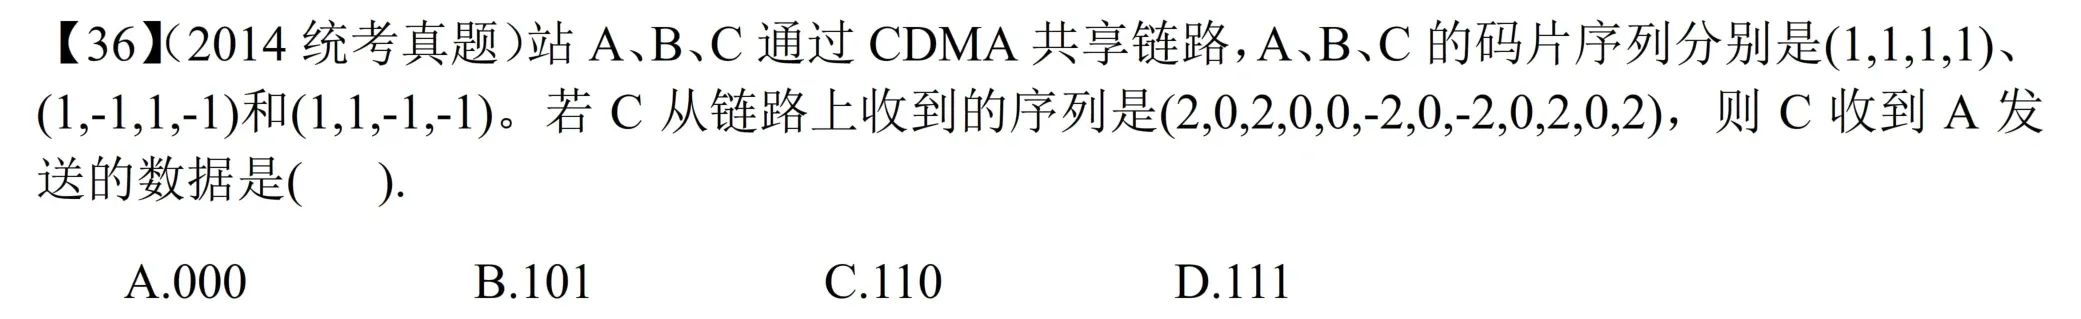 【36】(2014 统考真题)站 A、B、C 通过 CDMA 共享链路,A、B、C 的码片序列分别是(1,1,1,1)、
(1,-1,1,-1)和(1,1,-1,-1)。若 C 从链路上收到的序列是(2,0,2,0,0,-2,0,-2,0,2,0,2)，则 C 收到 A 发
送的数据是( ).
A.000 B.101 C.110 D.111